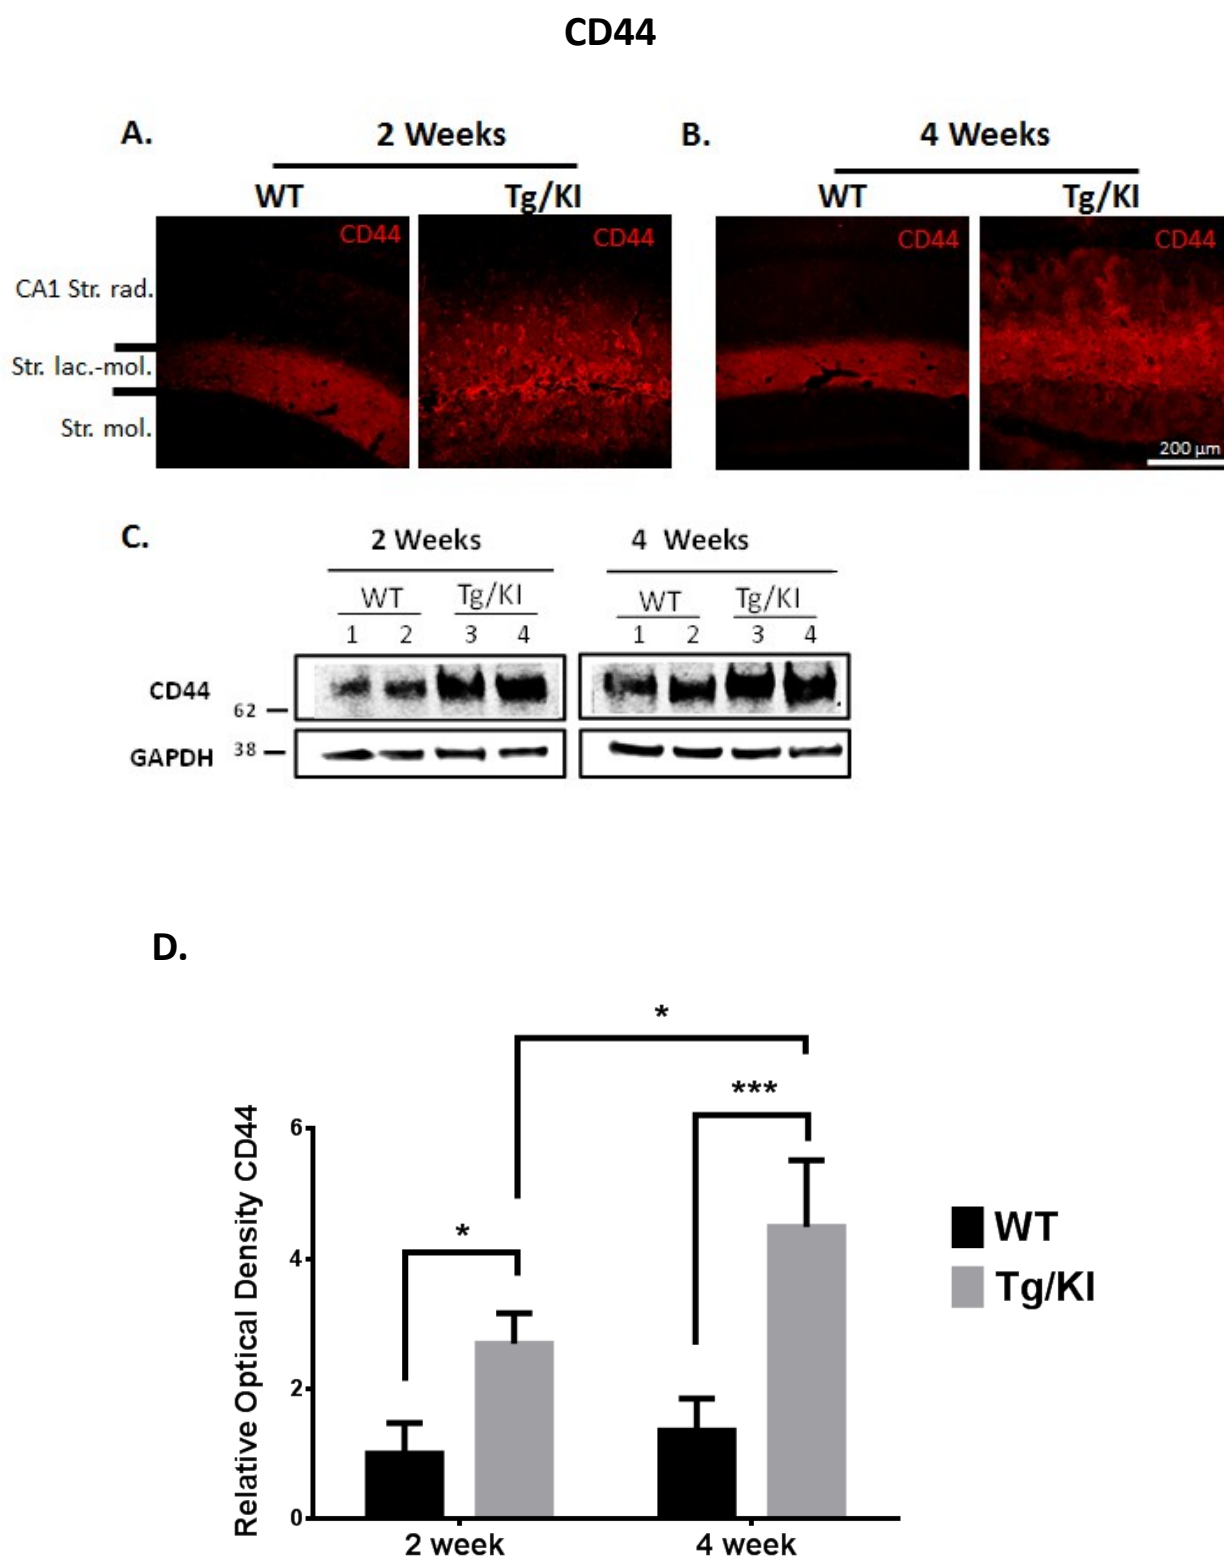 CD44
A. 2 Weeks B. 4 Weeks
WT Tg/KI WT Tg/KI
CD44 CD44 CD44 CD44
CA1 Str. rad.
Str. lac.-mol.
Str. mol.
200 µm
C. 2 Weeks 4 Weeks
WT Tg/KI WT Tg/KI
1 2 3 4 1 2 3 4
CD44
62
GAPDH 38
D.
*
***
*
Relative Optical Density CD44
6
4
2
0
2 week 4 week
WT
Tg/KI